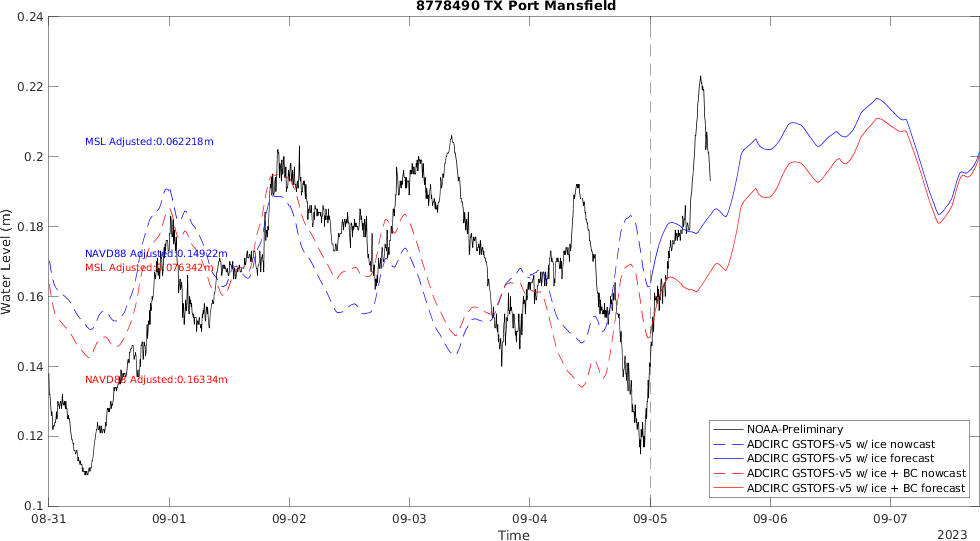 8778490 TX Port Mansfield
0.24
0.22
0.2
0.18
0.16
0.14
0.12
0.1
Water Level (m)
MSL Adjusted:0.062218m
NAVD88 Adjusted:0.14922m
MSL Adjusted:0.076342m
NAVD88 Adjusted:0.16334m
NOAA-Preliminary
ADCIRC GSTOFS-v5 w/ ice nowcast
ADCIRC GSTOFS-v5 w/ ice forecast
ADCIRC GSTOFS-v5 w/ ice + BC nowcast
ADCIRC GSTOFS-v5 w/ ice + BC forecast
08-31 09-01 09-02 09-03 09-04 09-05 09-06 09-07
Time
2023